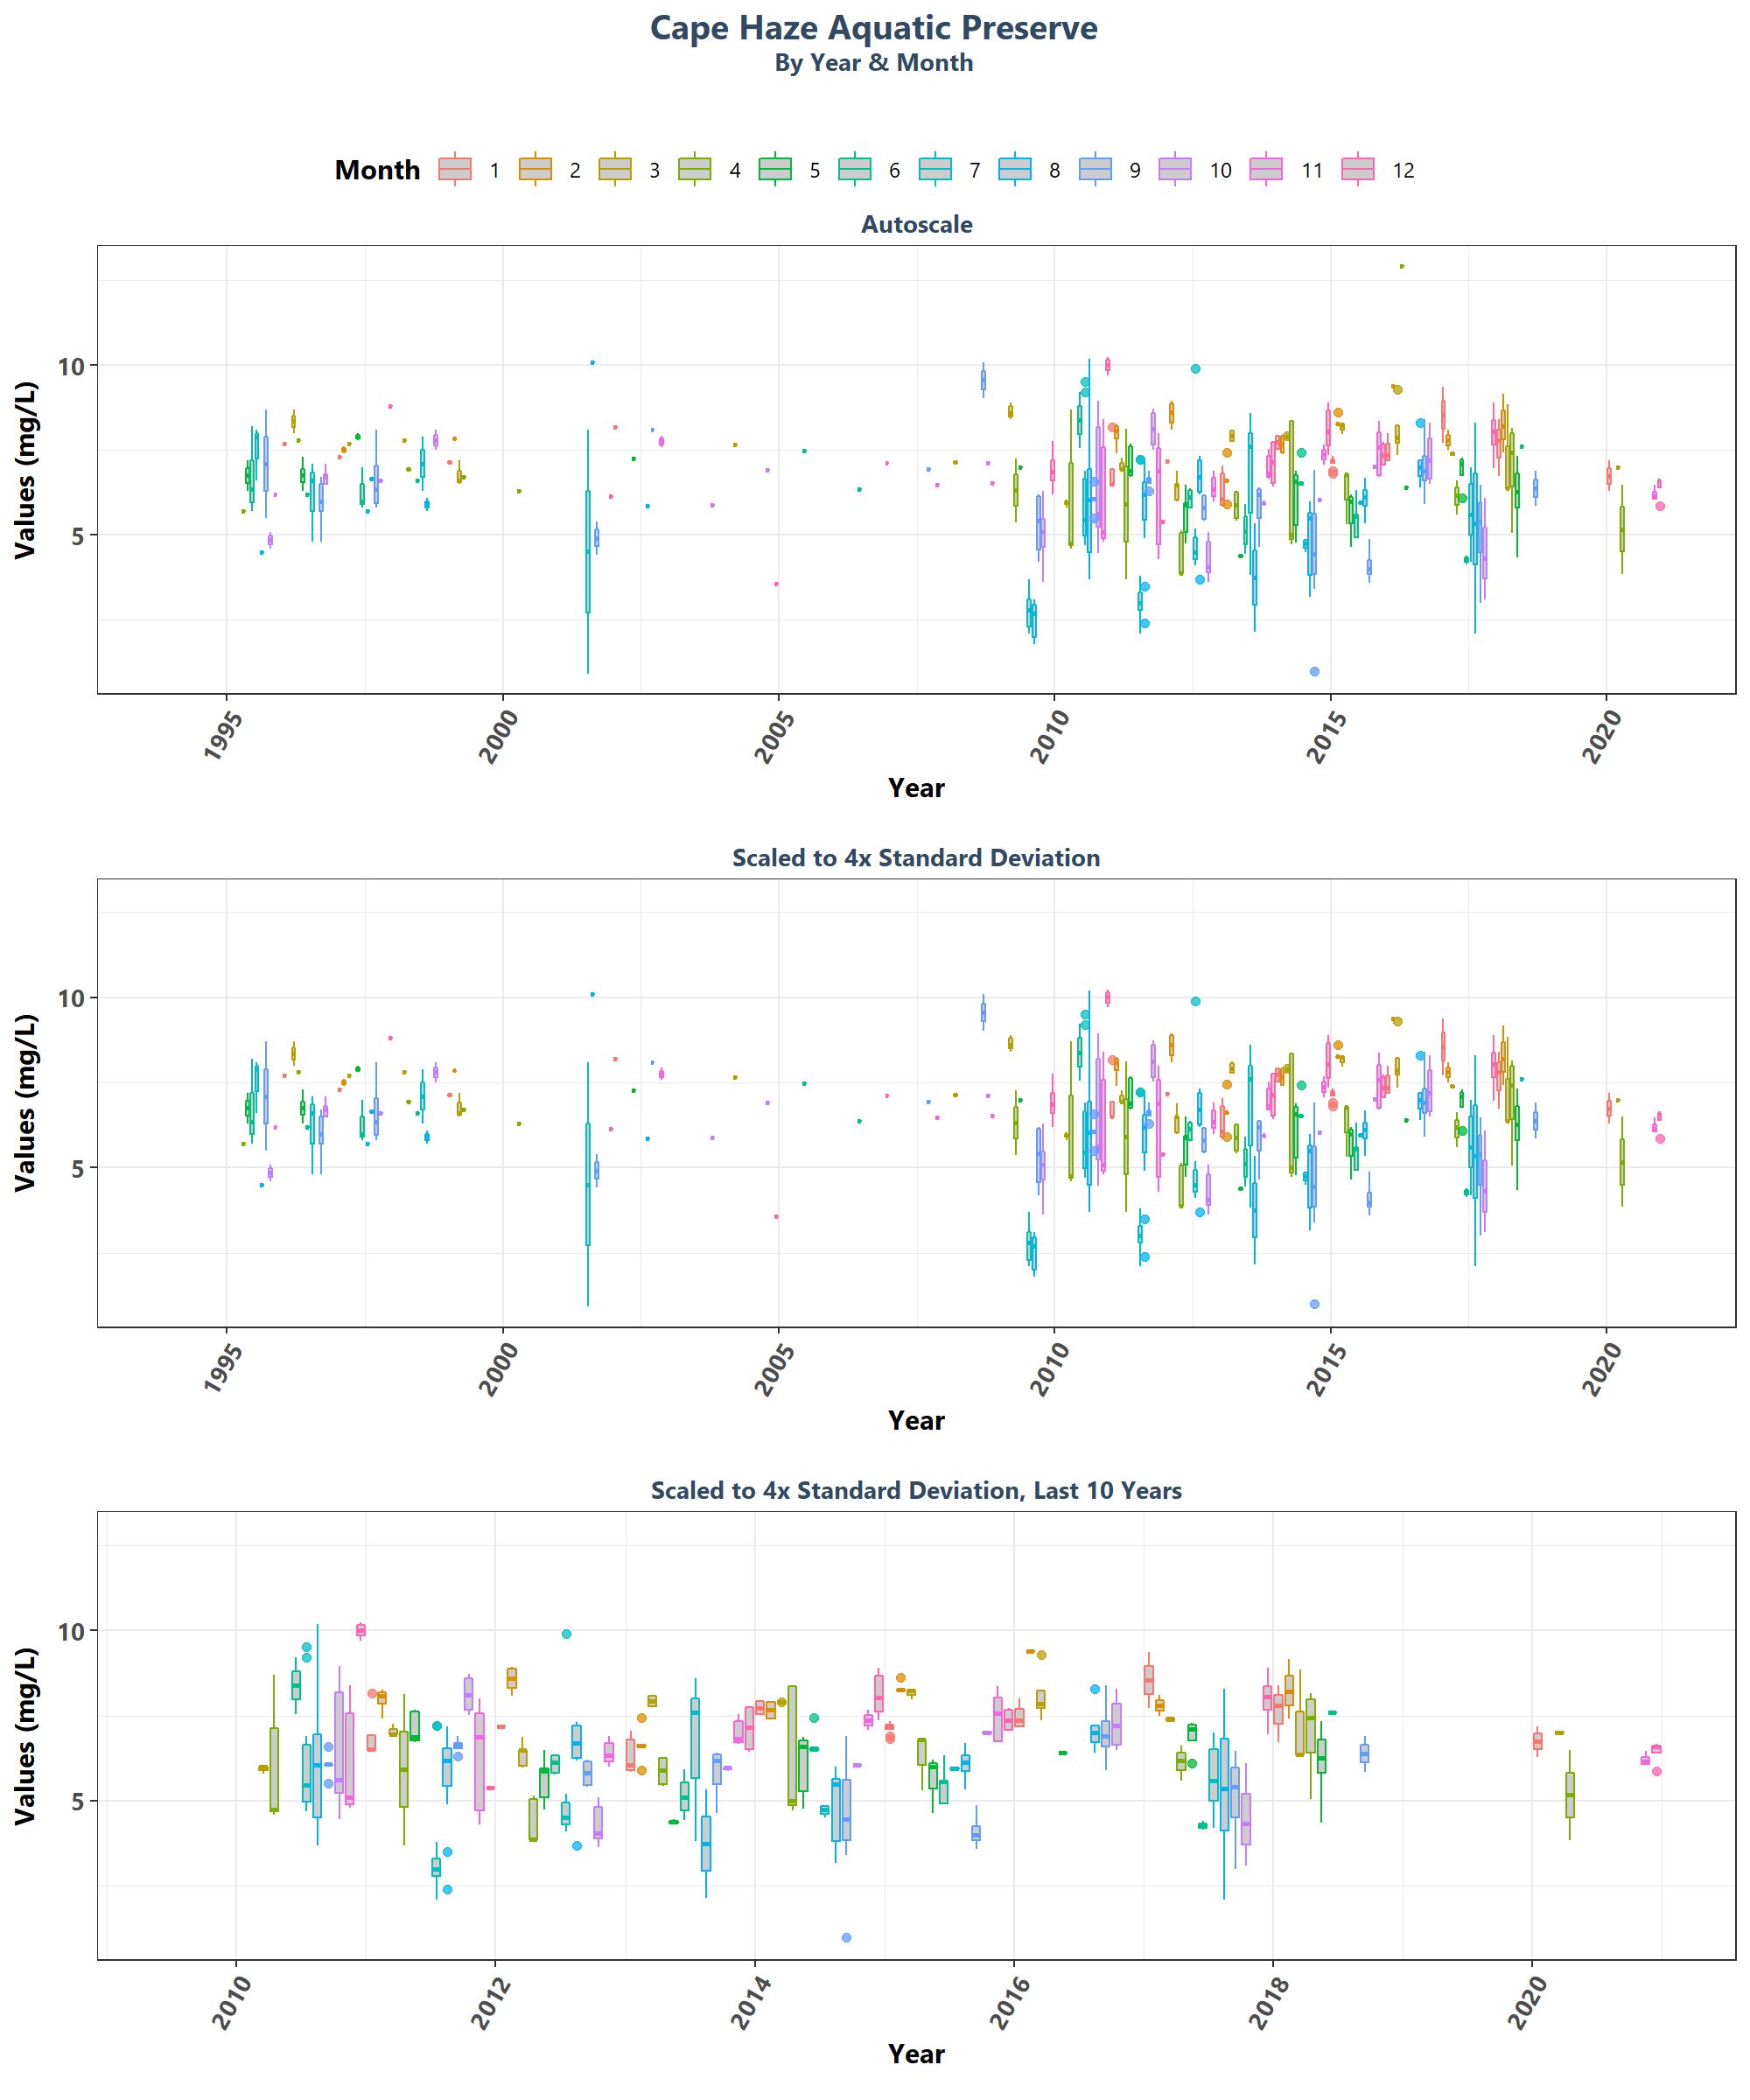 Cape Haze Aquatic Preserve
By Year & Month
Month 1 2 3 4 5 6 7 8 9 10 11 12
Autoscale
Values (mg/L)
10
5
1995 2000 2005 2010 2015 2020
Year
Scaled to 4x Standard Deviation
Values (mg/L)
10
5
1995 2000 2005 2010 2015 2020
Year
Scaled to 4x Standard Deviation, Last 10 Years
Values (mg/L)
10
5
2010 2012 2014 2016 2018 2020
Year